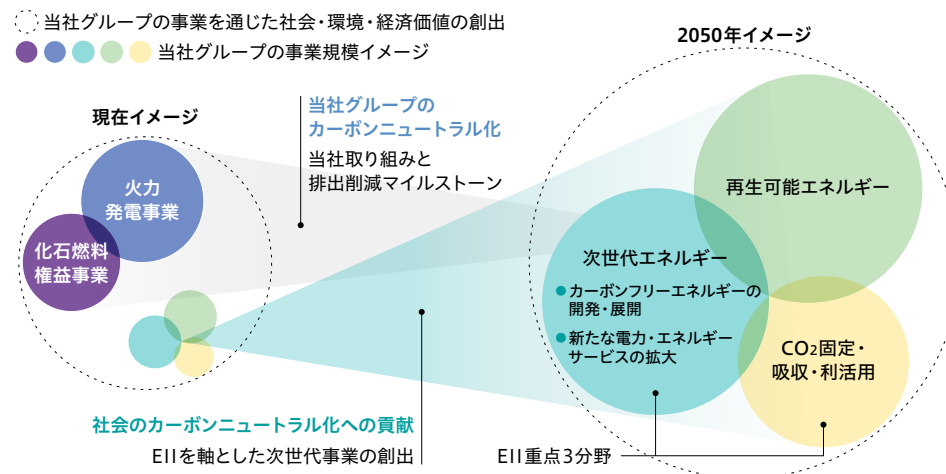 当社グループの事業を通じた社会・環境・経済価値の創出
当社グループの事業規模イメージ
2050年イメージ
現在イメージ
当社グループの
カーボンニュートラル化
当社取り組みと
排出削減マイルストーン
火力
発電事業
化石燃料
権益事業
再生可能エネルギー
次世代エネルギー
●カーボンフリーエネルギーの
開発・展開
●新たな電力・エネルギー
サービスの拡大
CO2固定・
吸収・利活用
社会のカーボンニュートラル化への貢献
EIIを軸とした次世代事業の創出
EII重点3分野